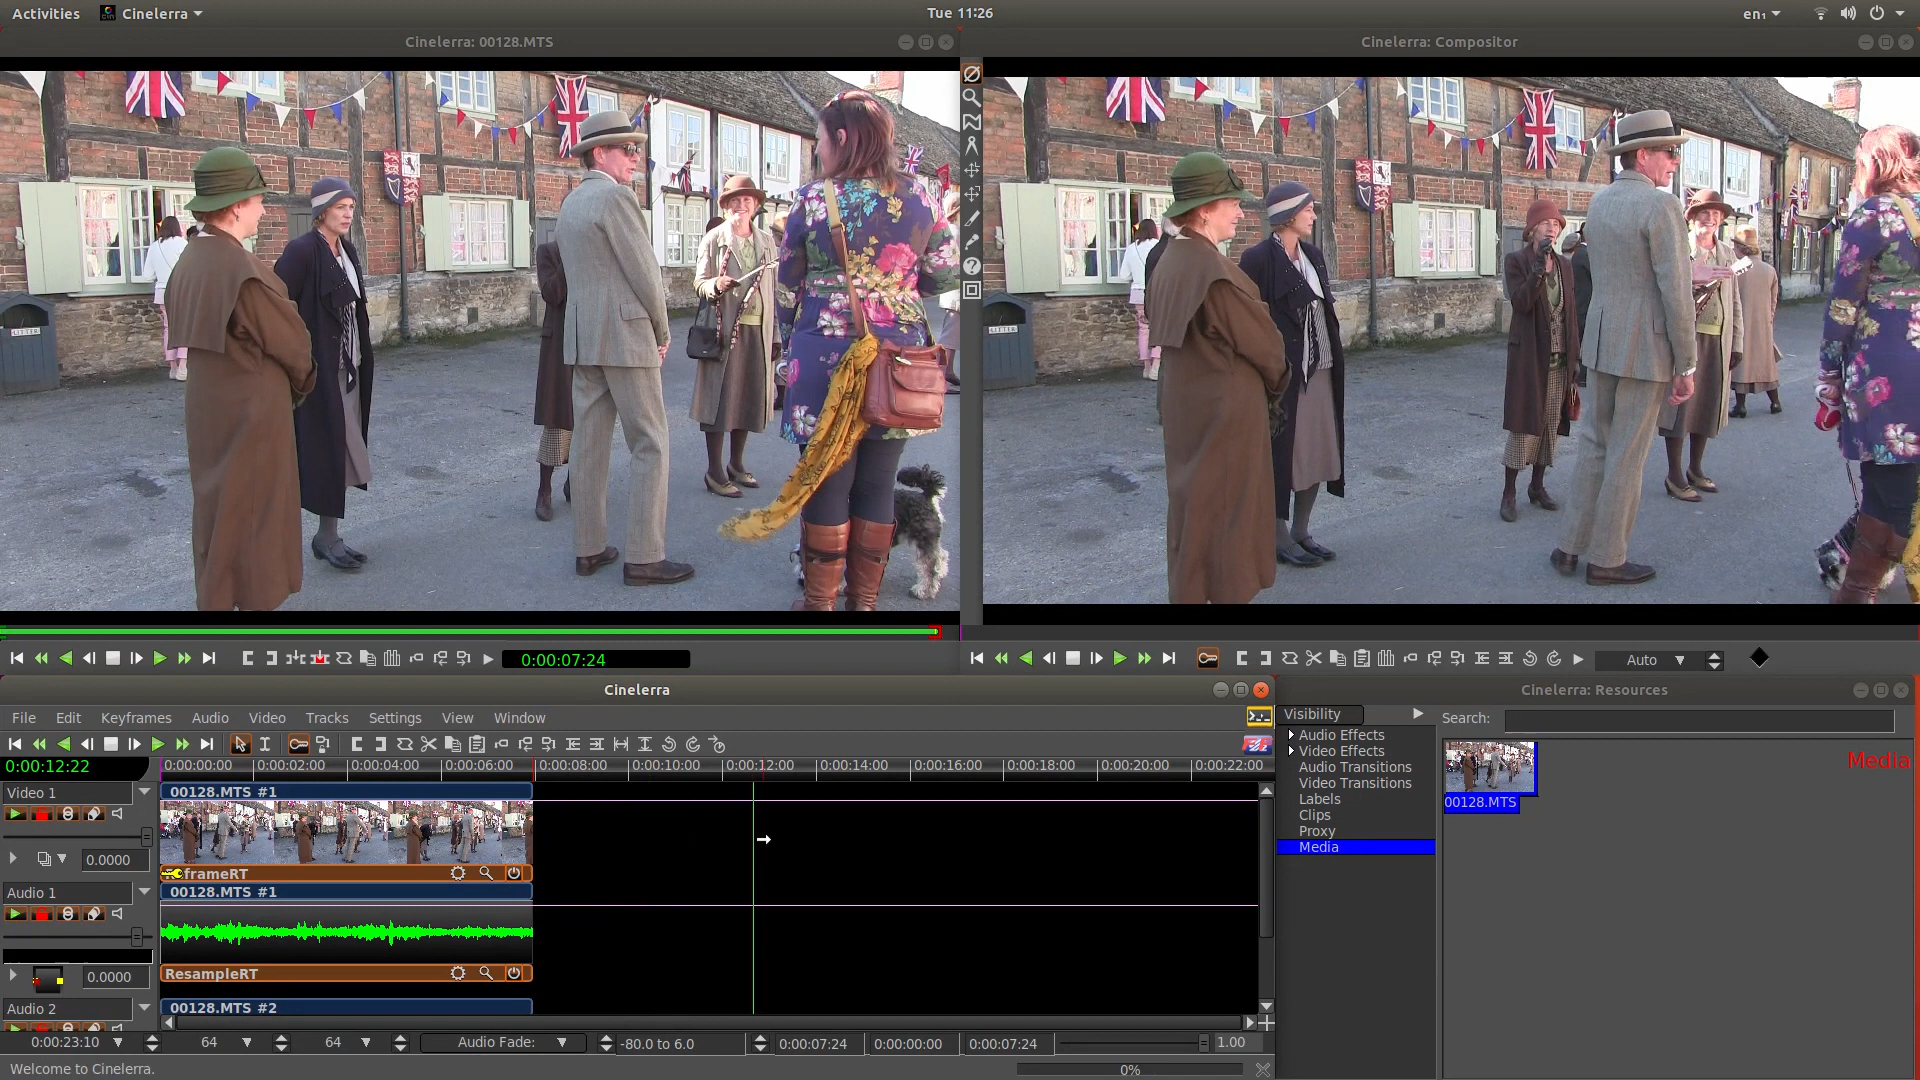 Activities Cinelerra Tue 11:26 en₁
Cinelerra: 00128.MTS
Cinelerra: Compositor
LITTER
LITTER
0:00:07:24
Auto
Cinelerra
Cinelerra: Resources
File Edit Keyframes Audio Video Tracks Settings View Window
Visibility
Search:
Audio Effects
Video Effects
Audio Transitions
Video Transitions
Labels
Clips
Proxy
Media
Media
00128.MTS
0:00:12:22
0:00:00:00 0:00:02:00 0:00:04:00 0:00:06:00 0:00:08:00 0:00:10:00 0:00:12:00 0:00:14:00 0:00:16:00 0:00:18:00 0:00:20:00 0:00:22:00
Video 1
00128.MTS #1
0.0000
frameRT
Audio 1
00128.MTS #1
0.0000
ResampleRT
Audio 2
00128.MTS #2
0:00:23:10 64 64 Audio Fade: -80.0 to 6.0 0:00:07:24 0:00:00:00 0:00:07:24 1.00
Welcome to Cinelerra.
0%